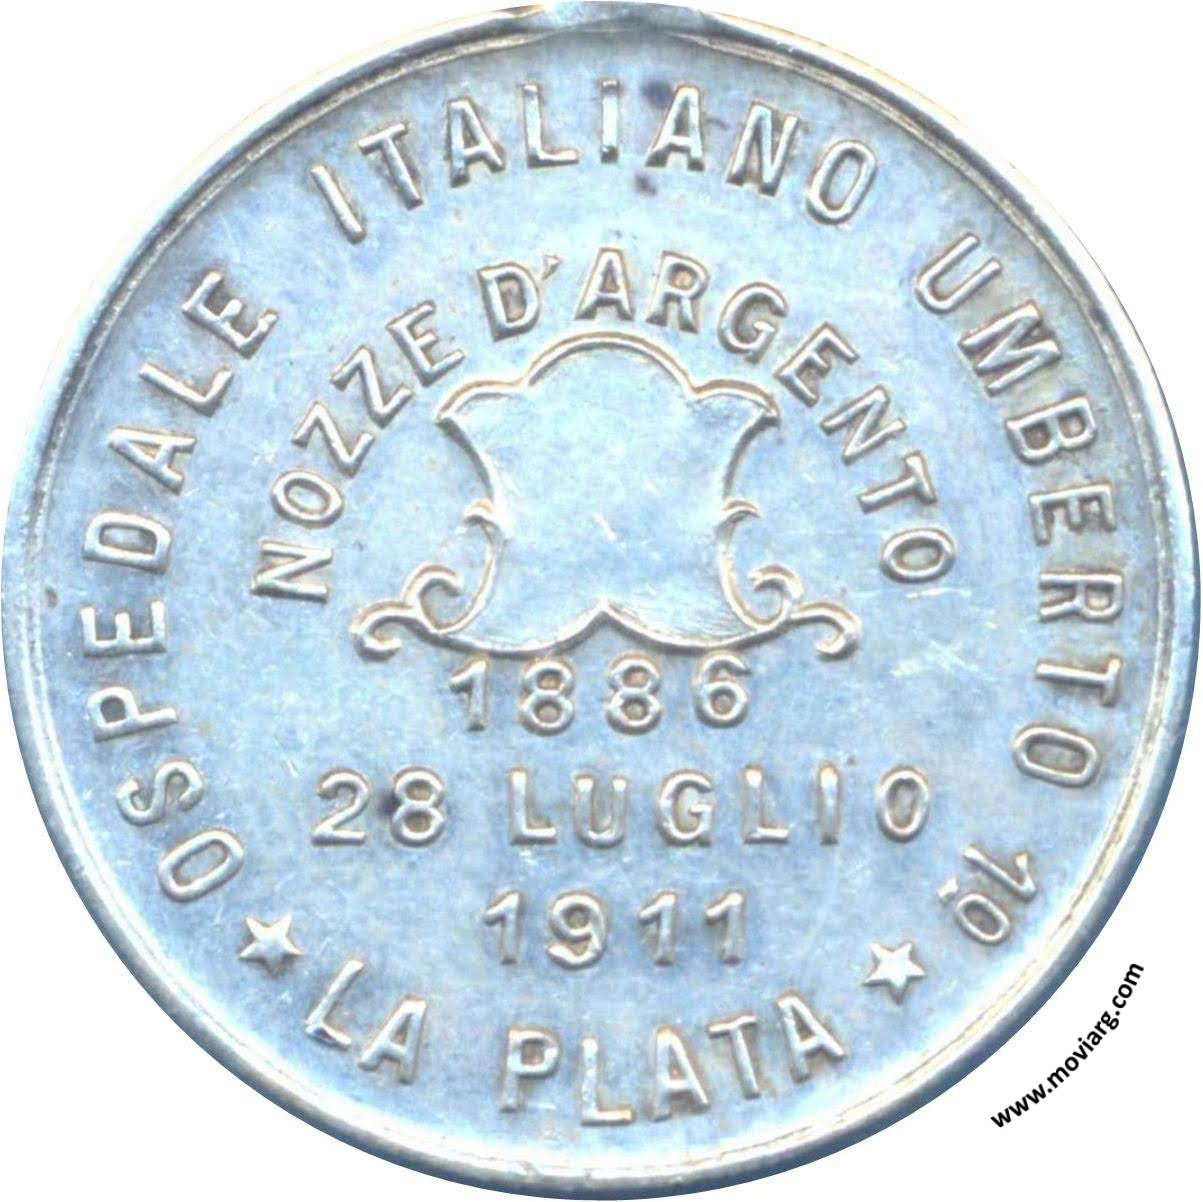 OSPEDALE ITALIANO UMBERTO 1º
NOZZE D'ARGENTO
1886
28 LUGLIO
1911
★ LA PLATA ★
www.moviarg.com